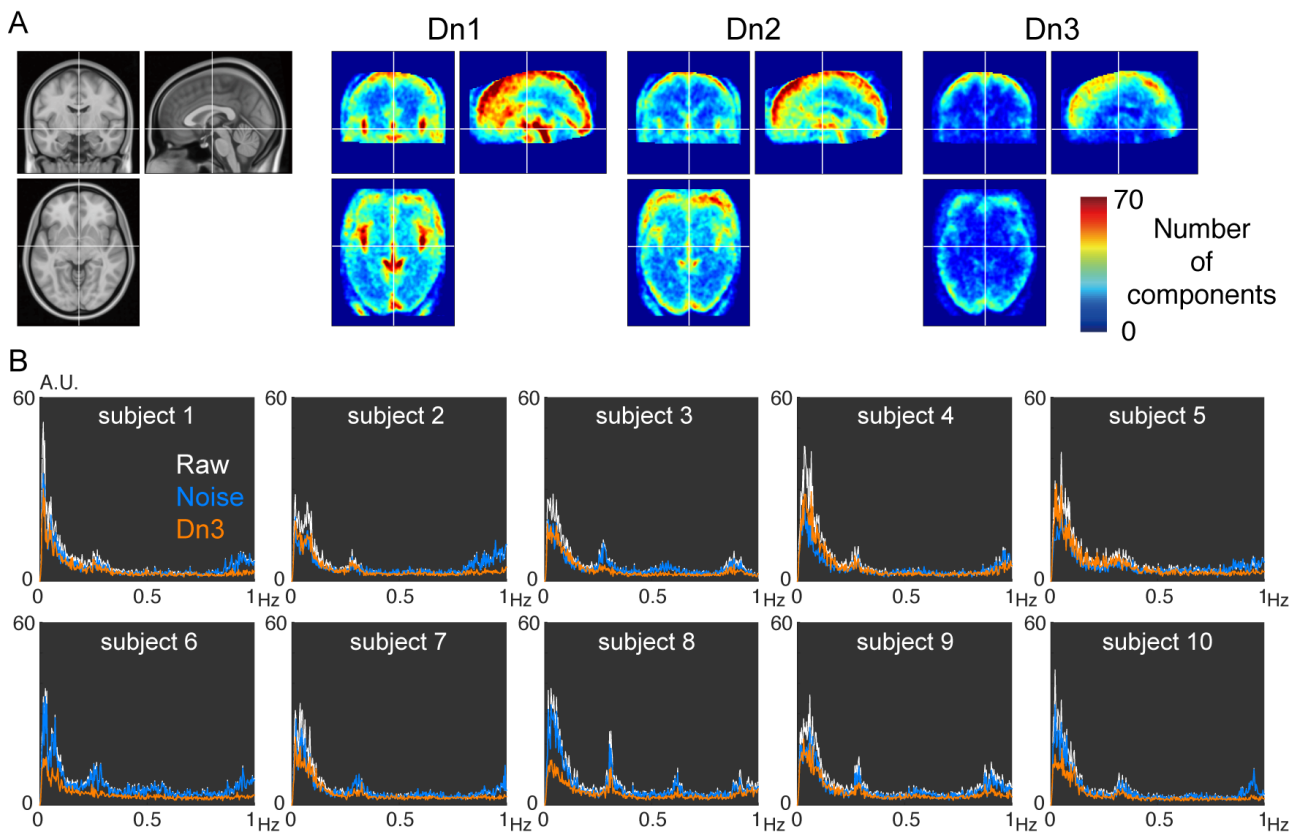 A
Dn1
Dn2
Dn3
70
Number
of
components
0
B
A.U.
60
subject 1
Raw
Noise
Dn3
0
0
0.5
1Hz
60
subject 2
0
0
0.5
1Hz
60
subject 3
0
0
0.5
1Hz
60
subject 4
0
0
0.5
1Hz
60
subject 5
0
0
0.5
1Hz
60
subject 6
0
0
0.5
1Hz
60
subject 7
0
0
0.5
1Hz
60
subject 8
0
0
0.5
1Hz
60
subject 9
0
0
0.5
1Hz
60
subject 10
0
0
0.5
1Hz